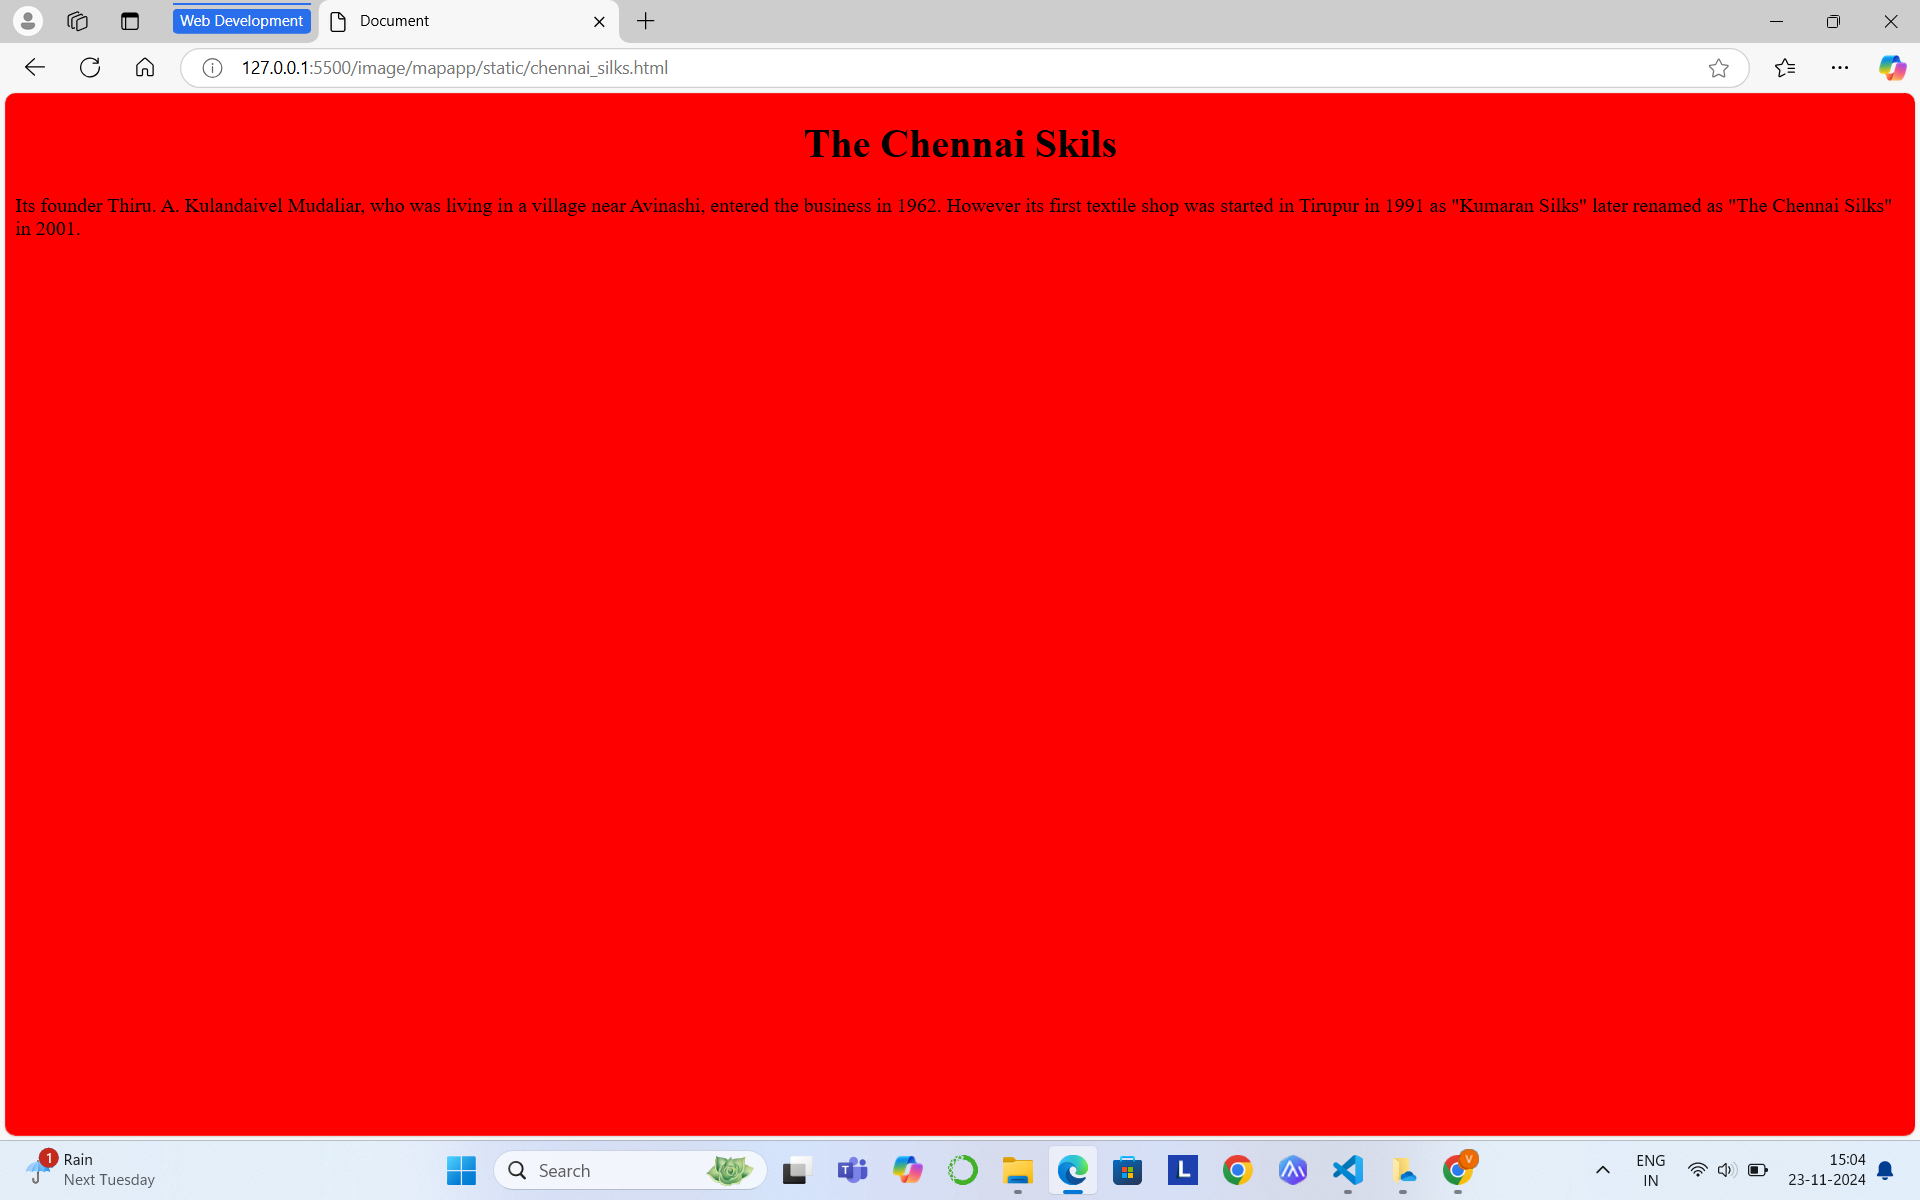 Web Development
Document
127.0.0.1:5500/image/mapapp/static/chennai_silks.html
The Chennai Skils
Its founder Thiru. A. Kulandaivel Mudaliar, who was living in a village near Avinashi, entered the business in 1962. However its first textile shop was started in Tirupur in 1991 as "Kumaran Silks" later renamed as "The Chennai Silks"
in 2001.
1
Rain
Next Tuesday
Search
T
L
V
ENG
IN
15:04
23-11-2024